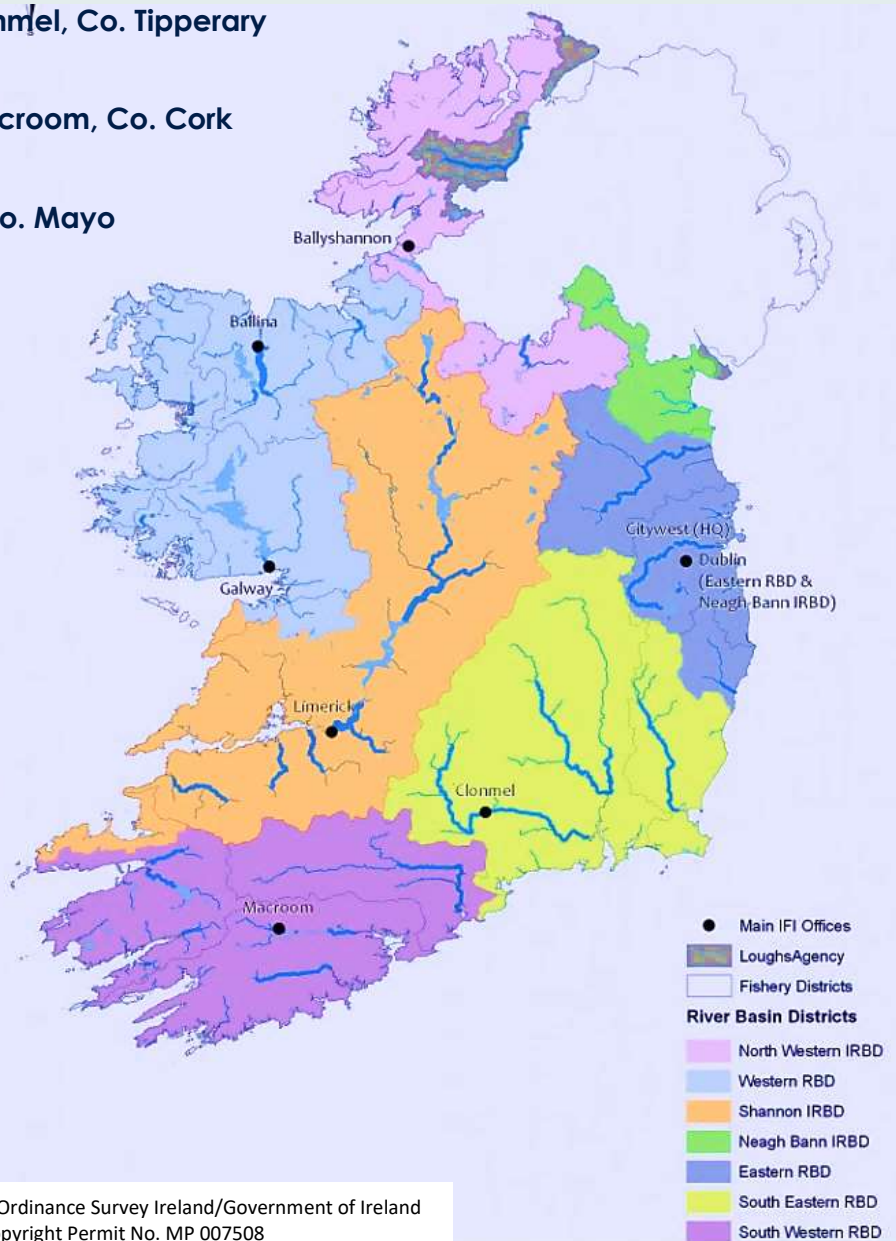 nmel, Co. Tipperary
croom, Co. Cork
o. Mayo
Ballyshannon
Ballina
Citywest (HQ)
Dublin
(Eastern RBD &
Neagh-Bann IRBD)
Galway
Limerick
Clonmel
Macroom
Main IFI Offices
LoughsAgency
Fishery Districts
River Basin Districts
North Western IRBD
Western RBD
Shannon IRBD
Neagh Bann IRBD
Eastern RBD
South Eastern RBD
South Western RBD
Ordinance Survey Ireland/Government of Ireland
opyright Permit No. MP 007508